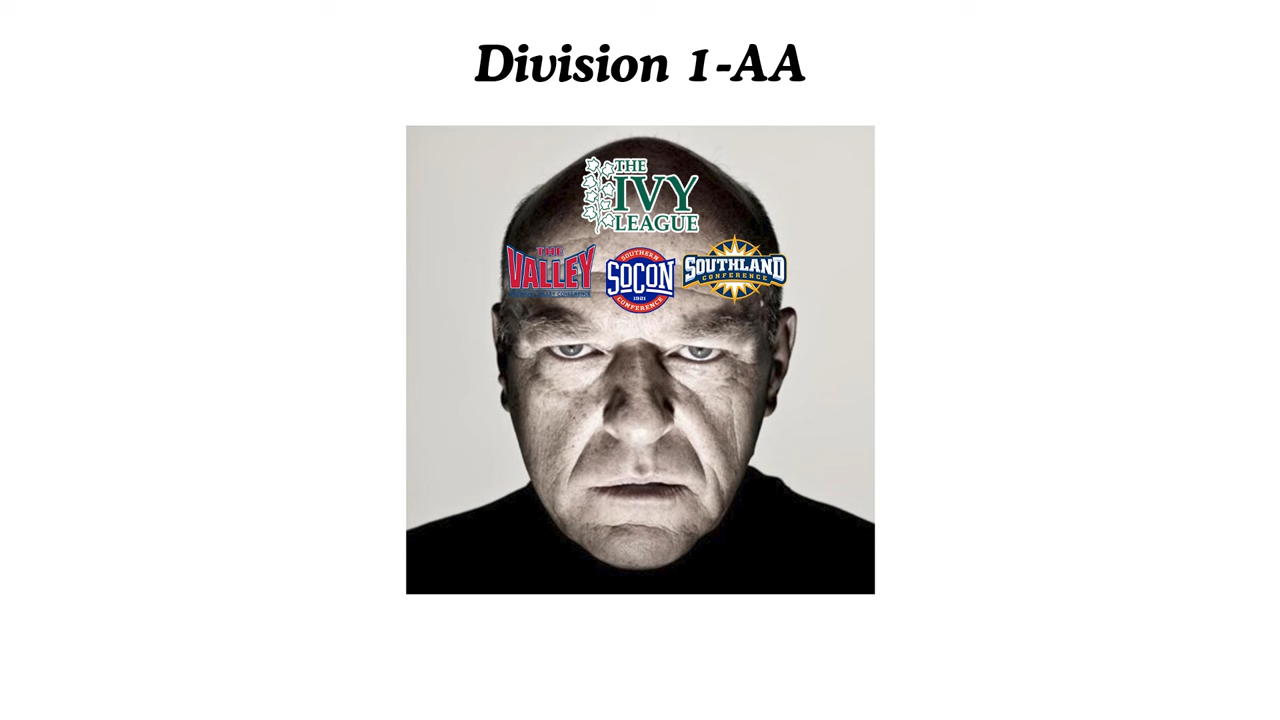 Division 1-AA
THE
IVY
LEAGUE
THE
VALLEY
SOUTHERN
SOCON
1921
CONFERENCE
SOUTHLAND
CONFERENCE